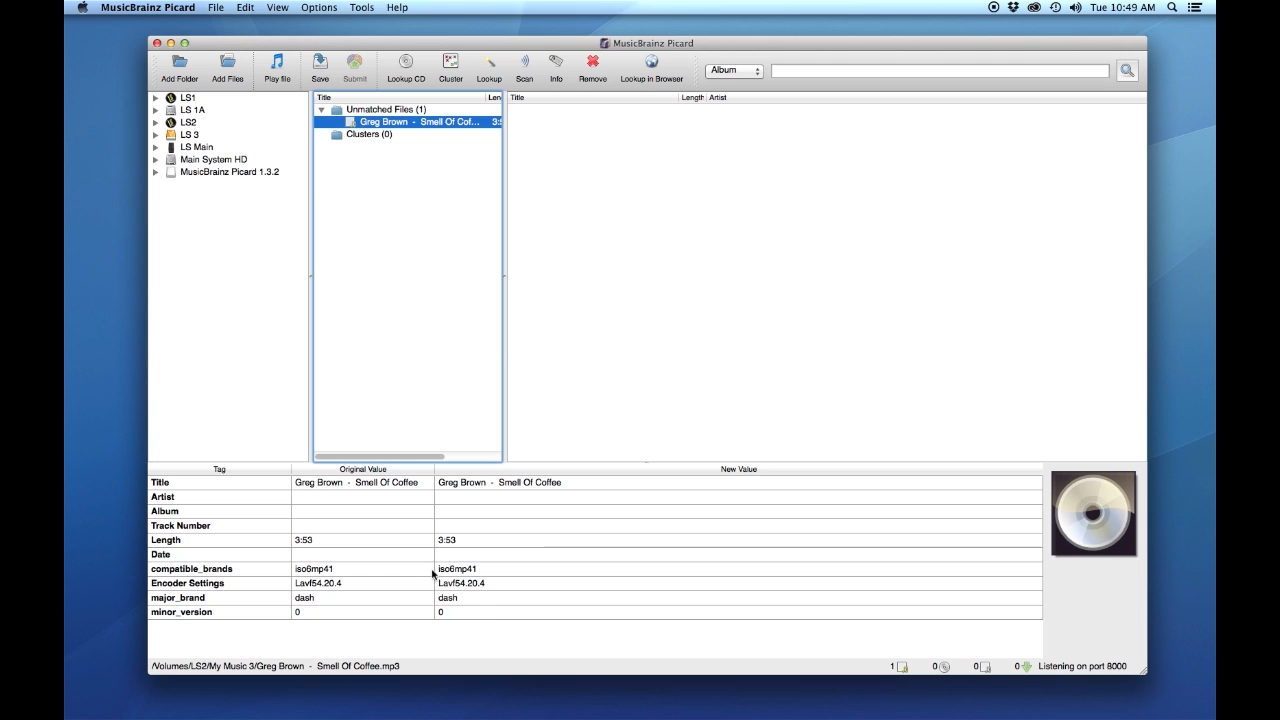 MusicBrainz Picard File Edit View Options Tools Help Tue 10:49 AM
MusicBrainz Picard
Add Folder Add Files Play file Save Submit Lookup CD Cluster Lookup Scan Info Remove Lookup in Browser Album
Title Len Title Length Artist
LS1
LS 1A
LS2
LS 3
LS Main
Main System HD
MusicBrainz Picard 1.3.2
Unmatched Files (1)
Greg Brown - Smell Of Cof... 3:5
Clusters (0)
Tag Original Value New Value
Title Greg Brown - Smell Of Coffee Greg Brown - Smell Of Coffee
Artist
Album
Track Number
Length 3:53 3:53
Date
compatible_brands iso6mp41 iso6mp41
Encoder Settings Lavf54.20.4 Lavf54.20.4
major_brand dash dash
minor_version 0 0
/Volumes/LS2/My Music 3/Greg Brown - Smell Of Coffee.mp3 1 0 0 0 Listening on port 8000